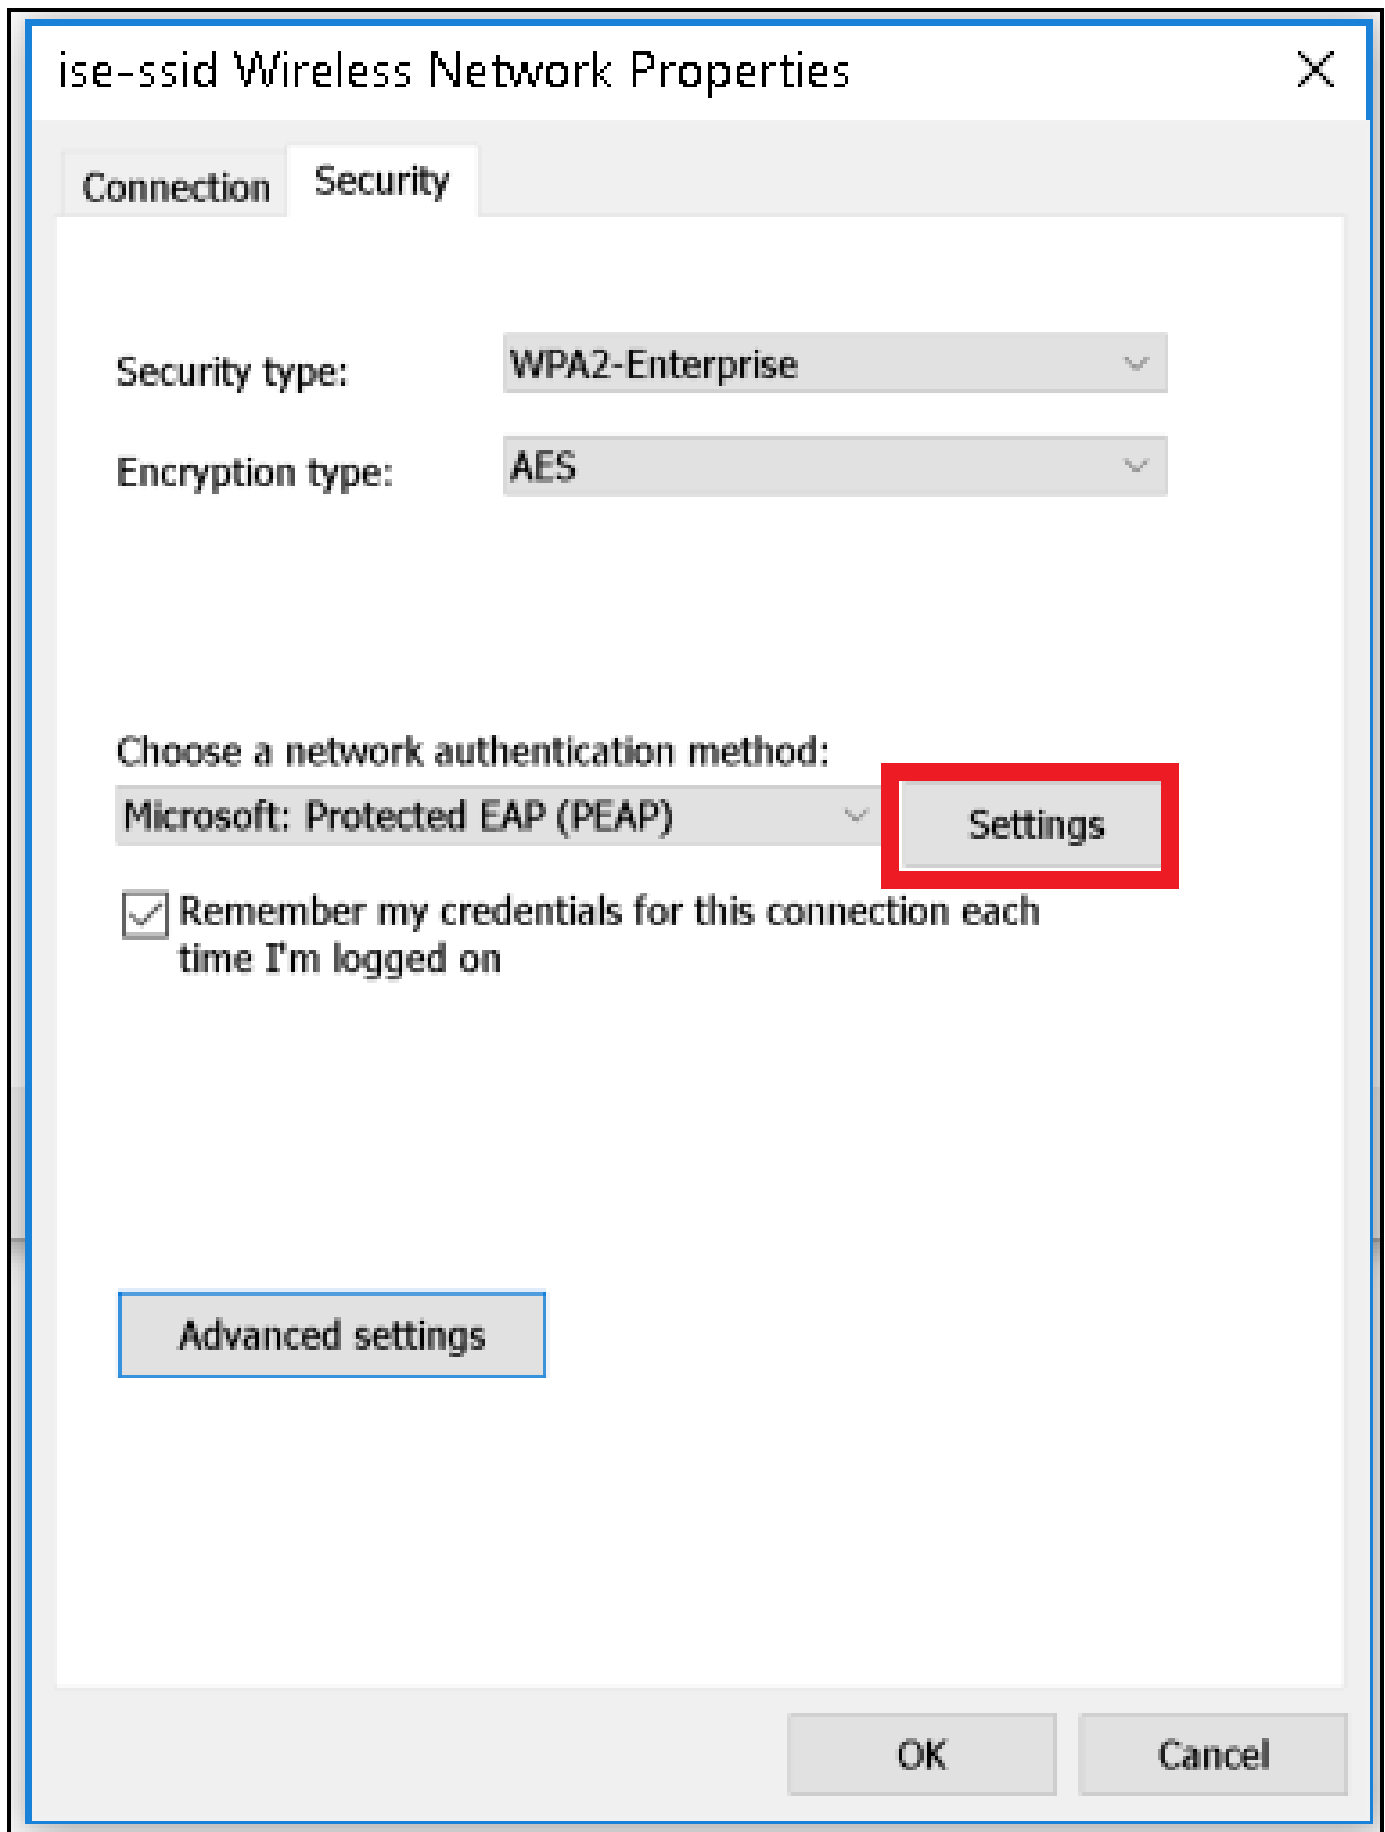 ise-ssid Wireless Network Properties
Connection
Security
Security type:
WPA2-Enterprise
Encryption type:
AES
Choose a network authentication method:
Microsoft: Protected EAP (PEAP)
Settings
Remember my credentials for this connection each
time I'm logged on
Advanced settings
OK
Cancel